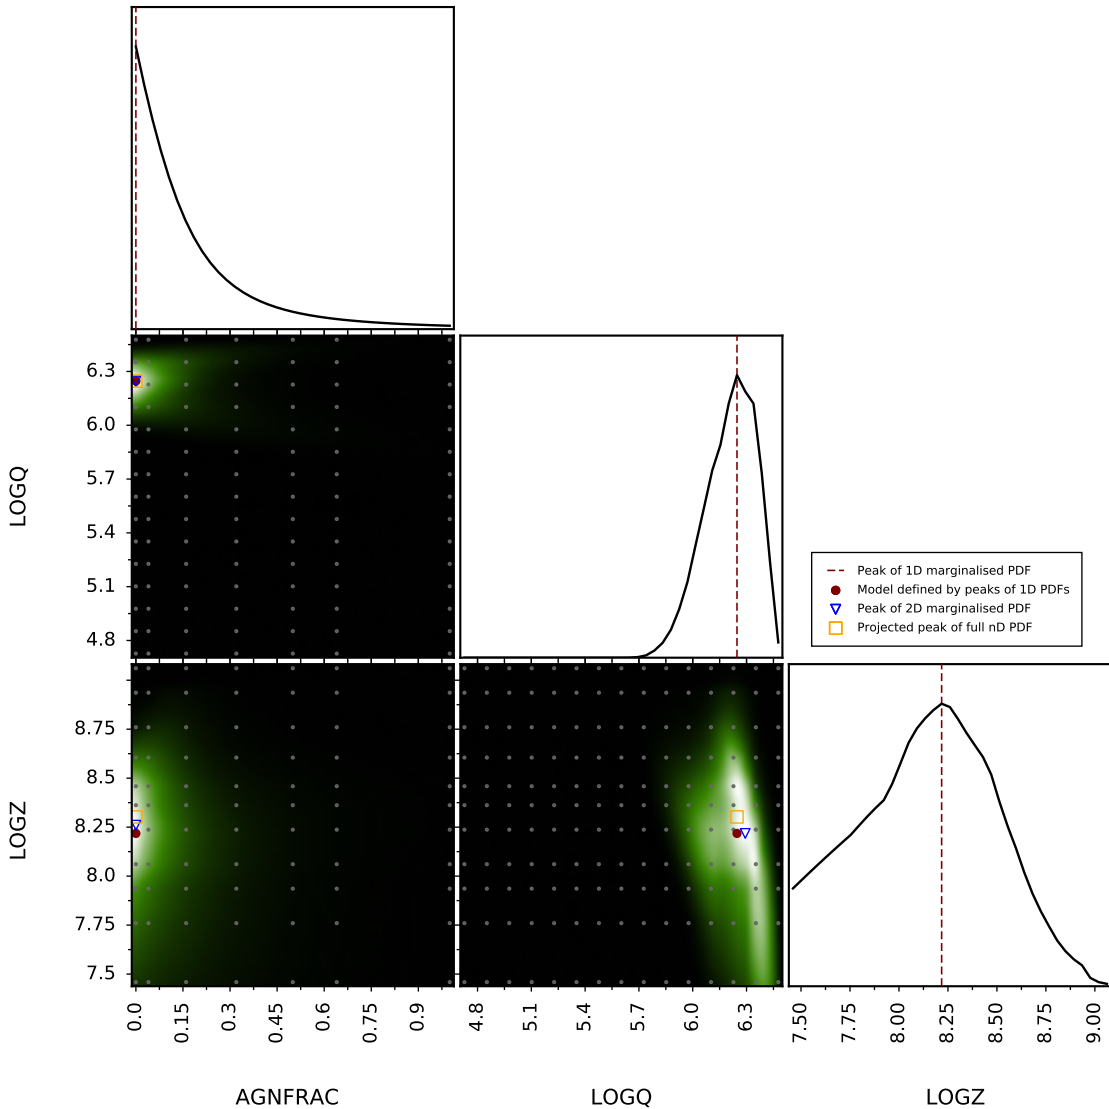 6.3
6.0
5.7
5.4
5.1
4.8
LOGQ
Peak of 1D marginalised PDF
Model defined by peaks of 1D PDFs
Peak of 2D marginalised PDF
Projected peak of full nD PDF
8.75
8.5
8.25
8.0
7.75
7.5
LOGZ
0.0 0.15 0.3 0.45 0.6 0.75 0.9
4.8 5.1 5.4 5.7 6.0 6.3
7.50 7.75 8.00 8.25 8.50 8.75 9.00
AGNFRAC LOGQ LOGZ